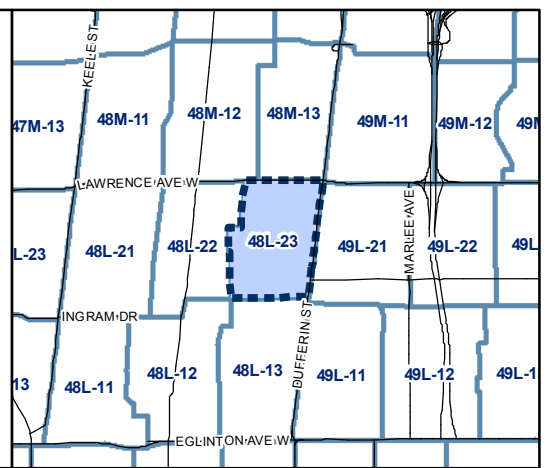 KEELE ST
47M-13
48M-11
48M-12
48M-13
49M-11
49M-12
49M
LAWRENCE AVE W
L-23
48L-21
48L-22
48L-23
49L-21
MARLEE AVE
49L-22
49L
INGRAM DR
DUFFERIN ST
13
48L-11
48L-12
48L-13
49L-11
49L-12
49L-1
EGLINTON AVE W